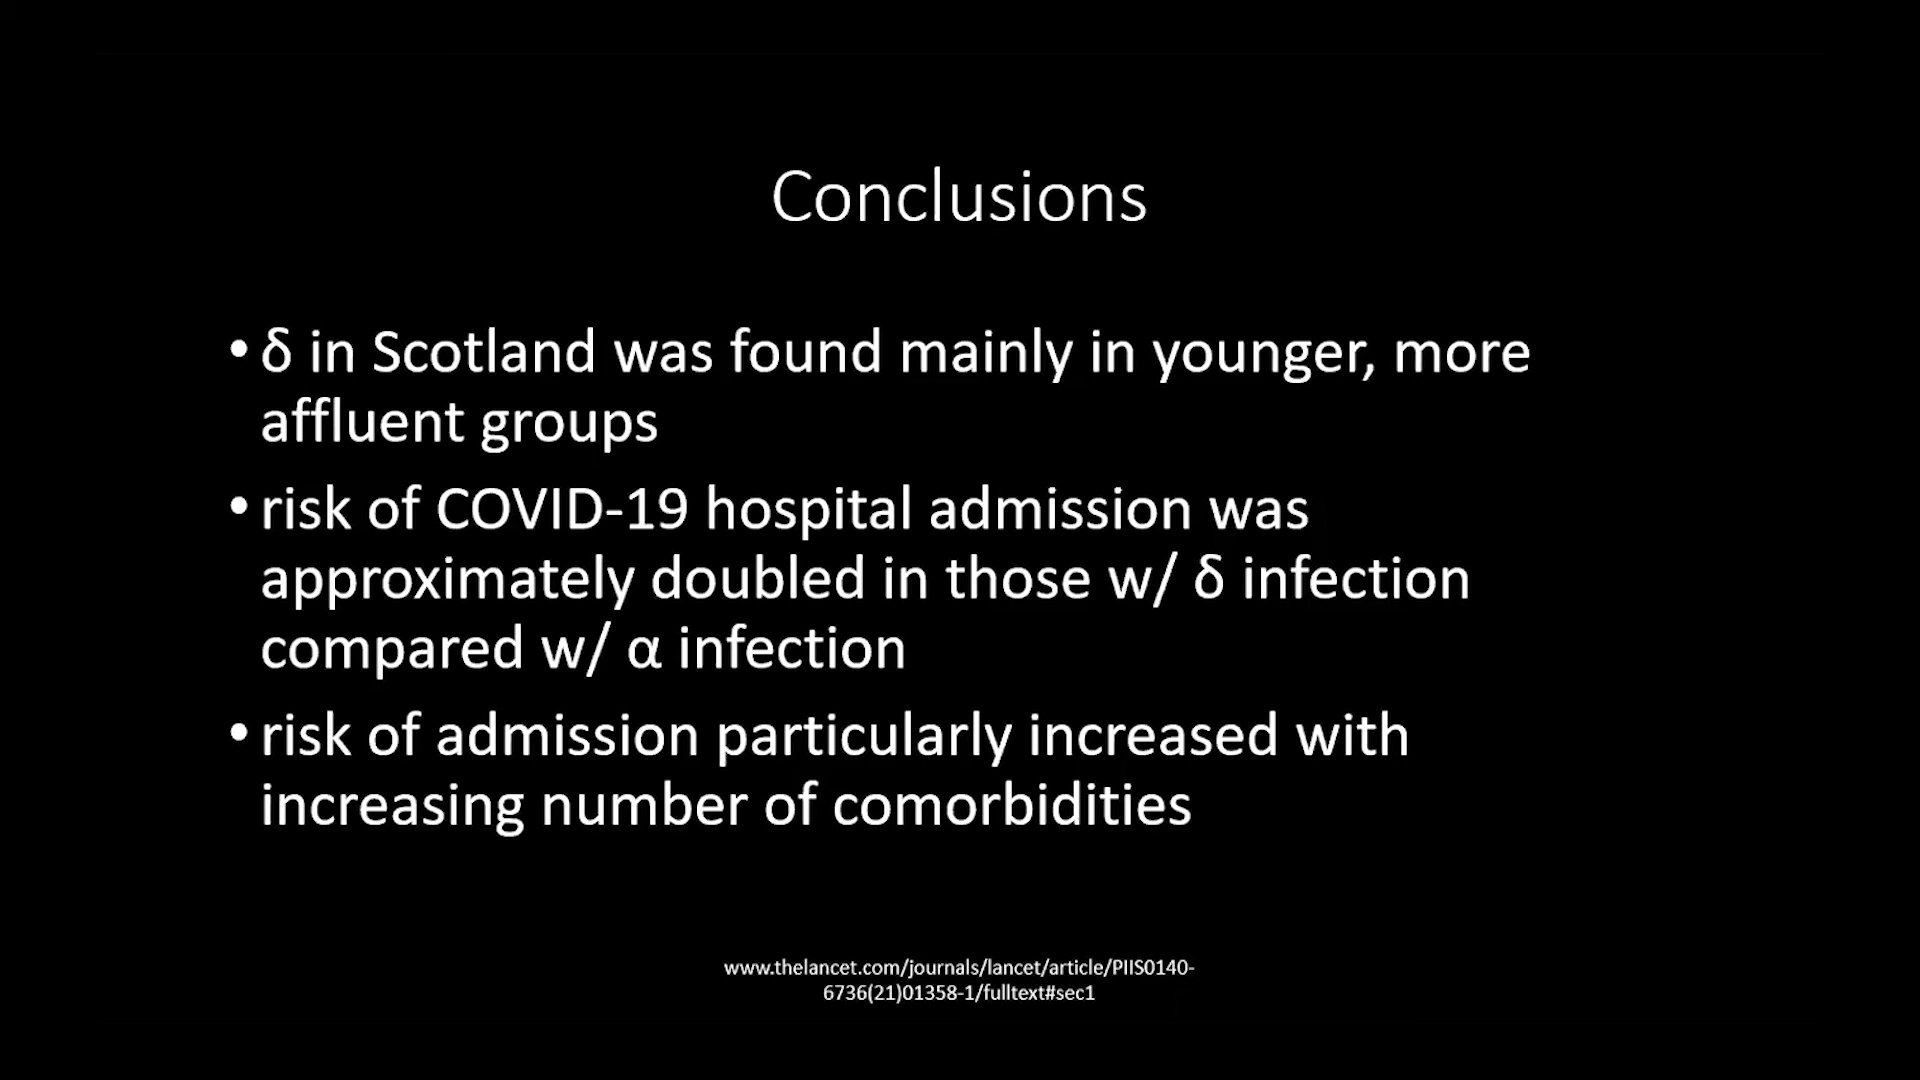 Conclusions
• δ in Scotland was found mainly in younger, more
affluent groups
• risk of COVID-19 hospital admission was
approximately doubled in those w/ δ infection
compared w/ α infection
• risk of admission particularly increased with
increasing number of comorbidities
www.thelancet.com/journals/lancet/article/PIIS0140-
6736(21)01358-1/fulltext#sec1